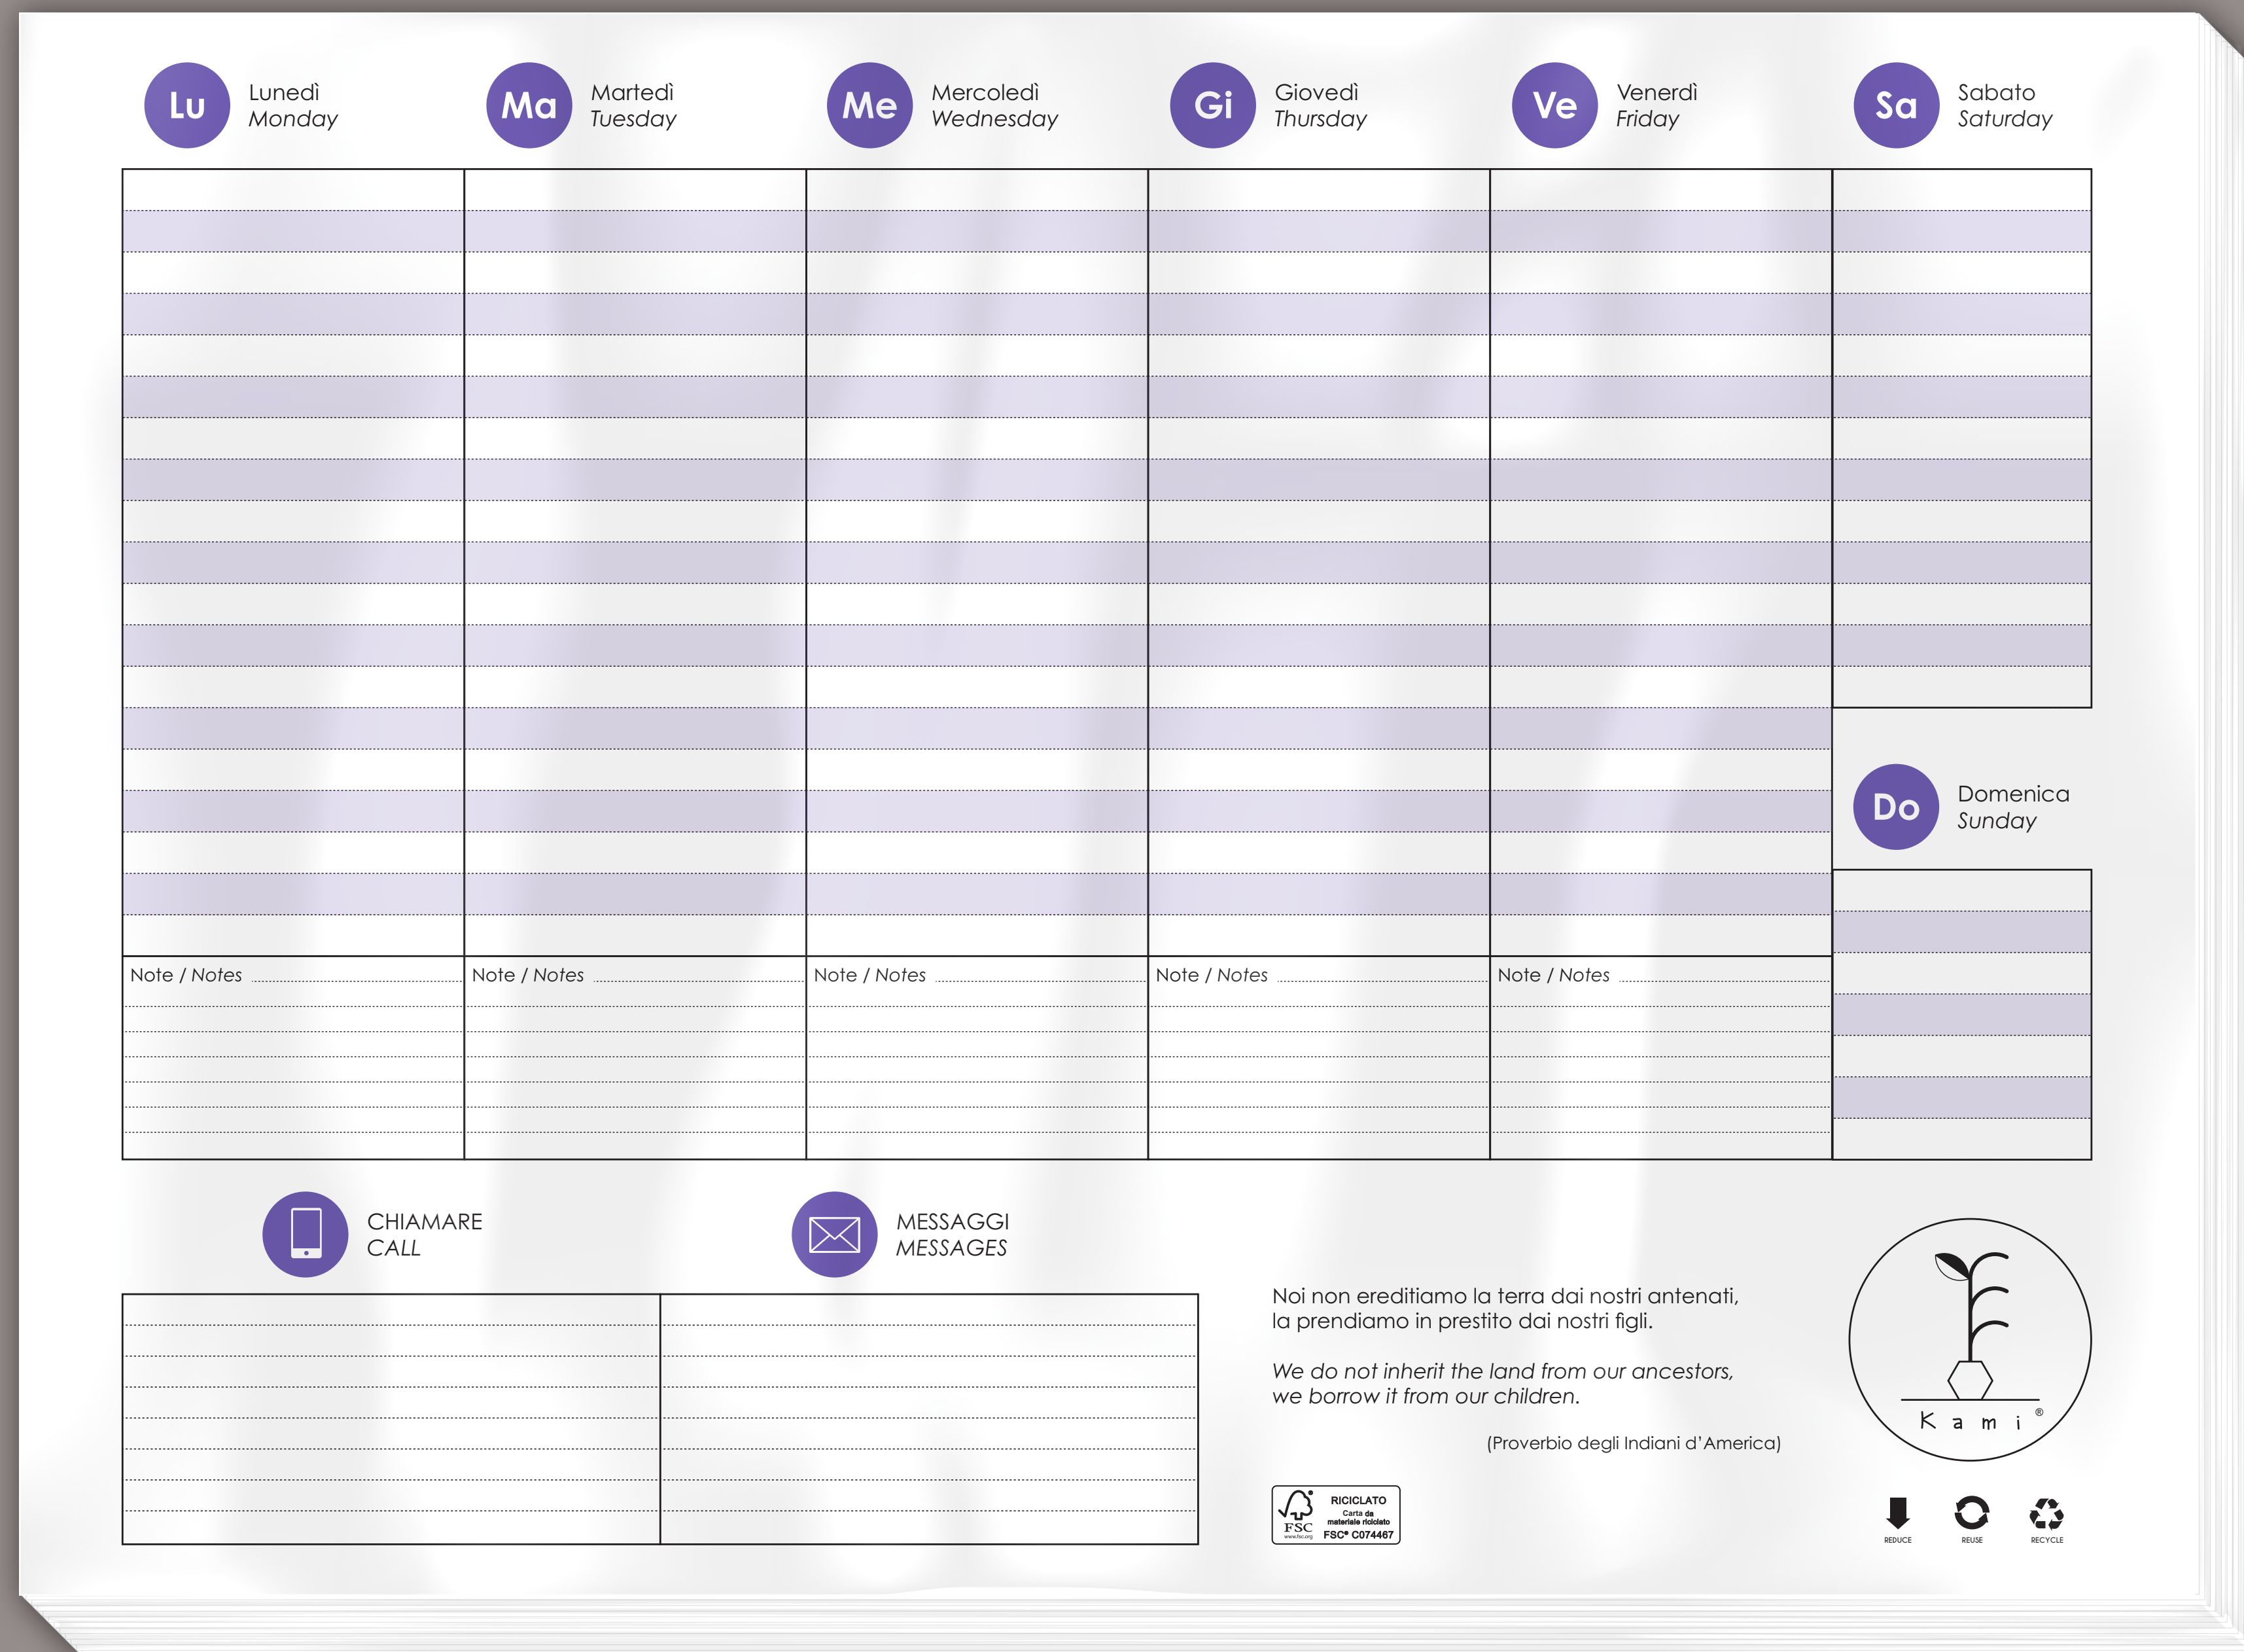 Lu
Lunedì
Monday
Ma
Martedì
Tuesday
Me
Mercoledì
Wednesday
Gi
Giovedì
Thursday
Ve
Venerdì
Friday
Sa
Sabato
Saturday
Do
Domenica
Sunday
Note / Notes
Note / Notes
Note / Notes
Note / Notes
Note / Notes
CHIAMARE
CALL
MESSAGGI
MESSAGES
Noi non ereditiamo la terra dai nostri antenati,
la prendiamo in prestito dai nostri figli.
We do not inherit the land from our ancestors,
we borrow it from our children.
(Proverbio degli Indiani d’America)
Kami®
FSC
www.fsc.org
RICICLATO
Carta da
materiale riciclato
FSC® C074467
REDUCE
REUSE
RECYCLE